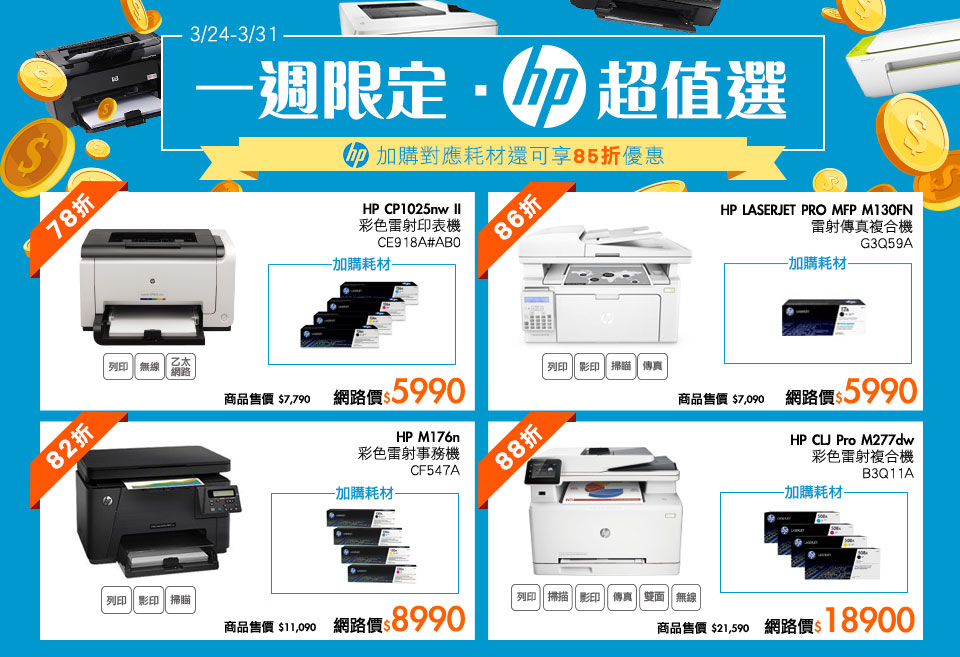 3/24-3/31
一週限定·hp超值選
hp 加購對應耗材還可享85折優惠
78折
HP CP1025nw II
彩色雷射印表機
CE918A#AB0
加購耗材
列印 無線 乙太網路
商品售價 $7,790 網路價$5990
86折
HP LASERJET PRO MFP M130FN
雷射傳真複合機
G3Q59A
加購耗材
17A
列印 影印 掃瞄 傳真
商品售價 $7,090 網路價$5990
82折
HP M176n
彩色雷射事務機
CF547A
加購耗材
列印 影印 掃瞄
商品售價 $11,090 網路價$8990
88折
HP CLJ Pro M277dw
彩色雷射複合機
B3Q11A
加購耗材
508A
508A
508A
508A
列印 掃描 影印 傳真 雙面 無線
商品售價 $21,590 網路價$18900